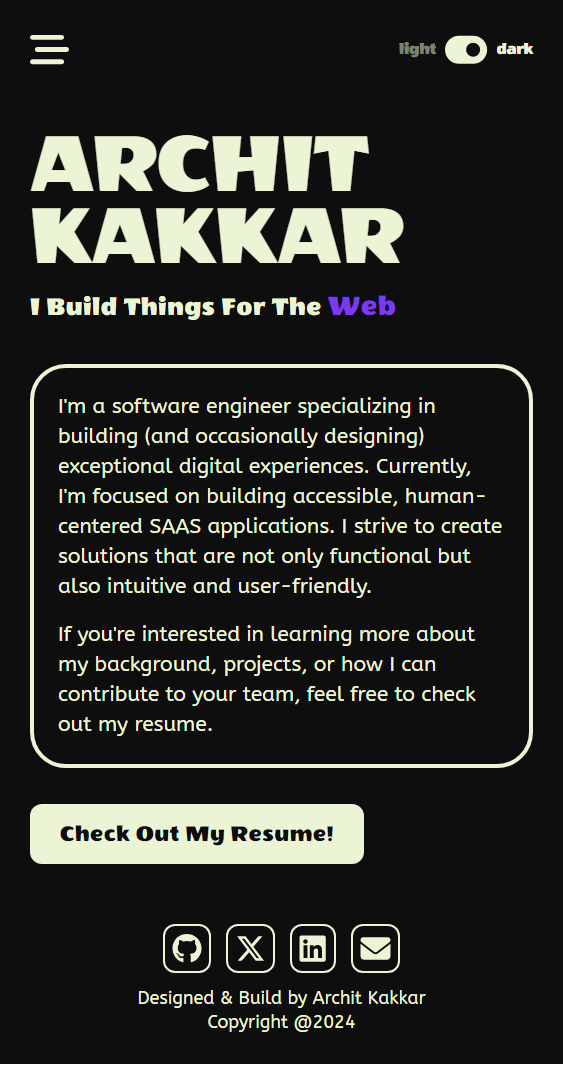 light dark
ARCHIT
KAKKAR
I Build Things For The Web
I'm a software engineer specializing in
building (and occasionally designing)
exceptional digital experiences. Currently,
I'm focused on building accessible, human-
centered SAAS applications. I strive to create
solutions that are not only functional but
also intuitive and user-friendly.
If you're interested in learning more about
my background, projects, or how I can
contribute to your team, feel free to check
out my resume.
Check Out My Resume!
Designed & Build by Archit Kakkar
Copyright @2024